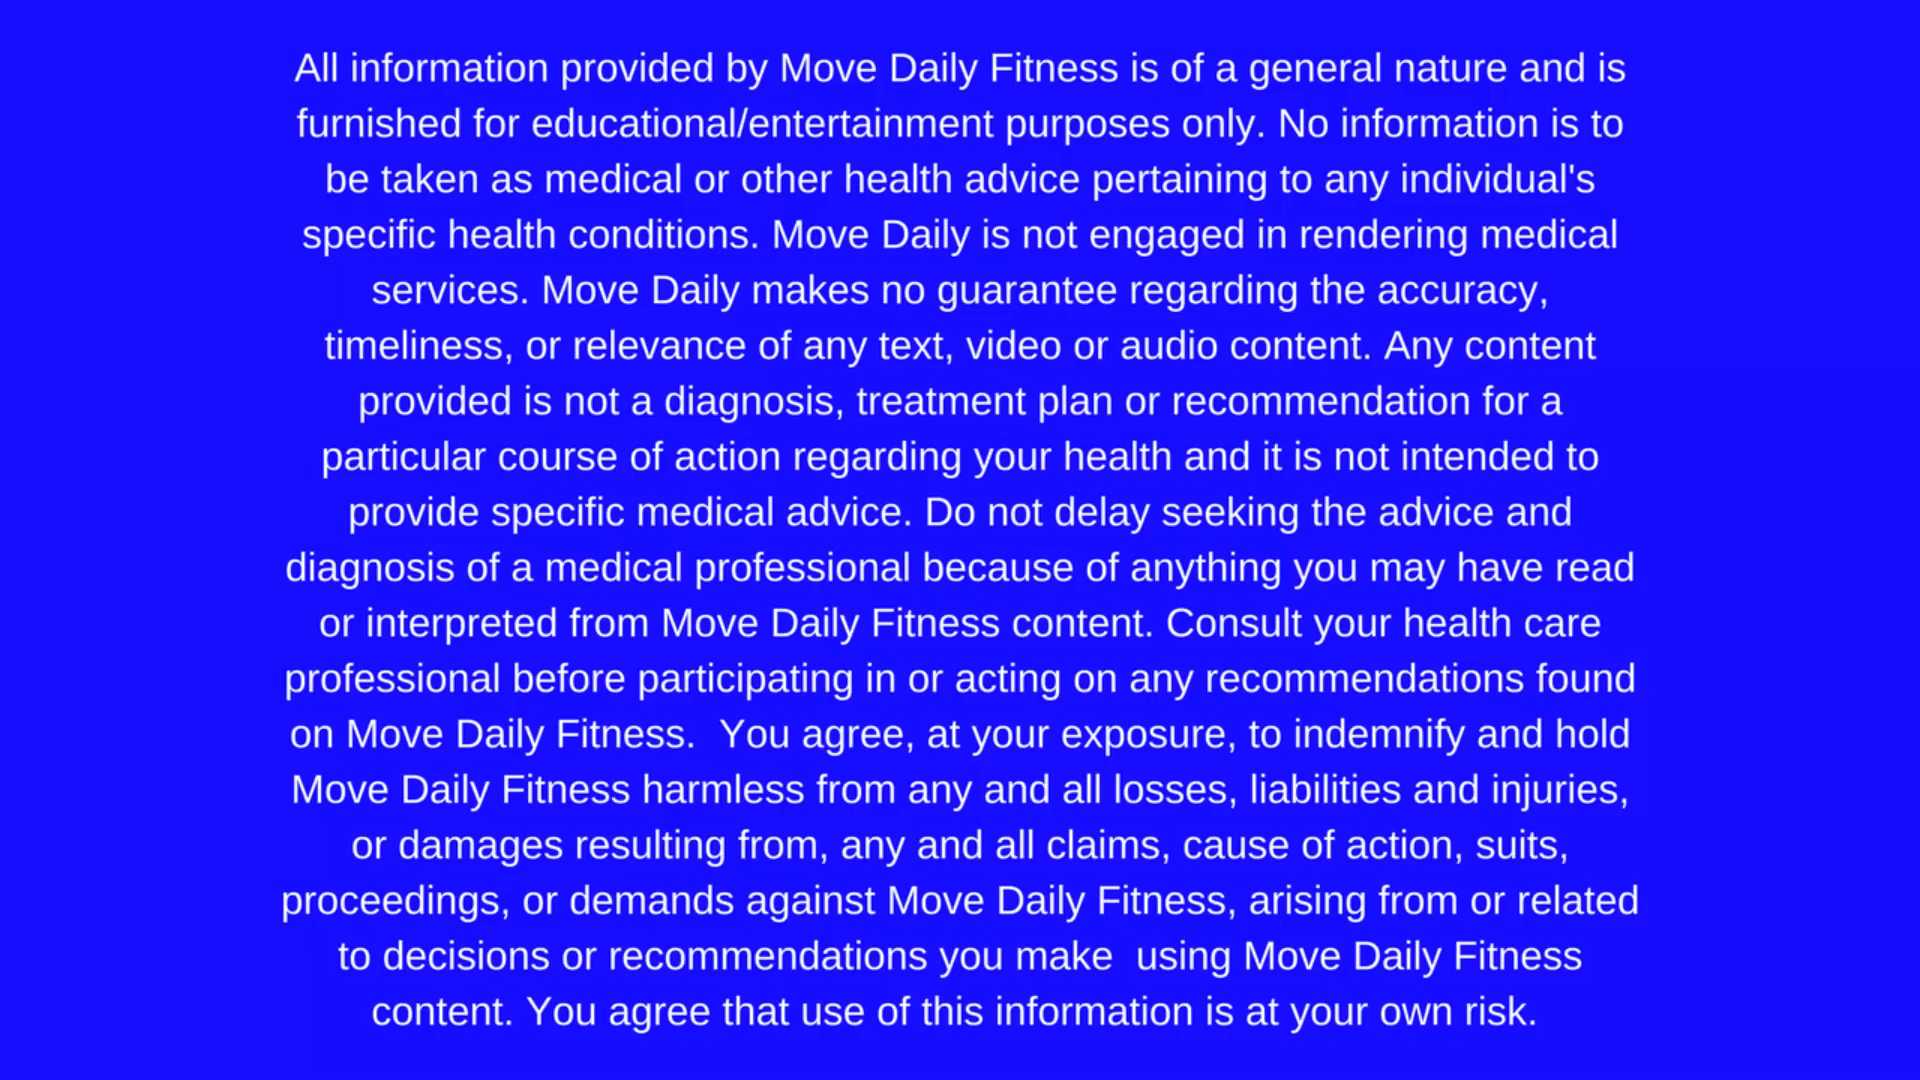 All information provided by Move Daily Fitness is of a general nature and is
furnished for educational/entertainment purposes only. No information is to
be taken as medical or other health advice pertaining to any individual's
specific health conditions. Move Daily is not engaged in rendering medical
services. Move Daily makes no guarantee regarding the accuracy,
timeliness, or relevance of any text, video or audio content. Any content
provided is not a diagnosis, treatment plan or recommendation for a
particular course of action regarding your health and it is not intended to
provide specific medical advice. Do not delay seeking the advice and
diagnosis of a medical professional because of anything you may have read
or interpreted from Move Daily Fitness content. Consult your health care
professional before participating in or acting on any recommendations found
on Move Daily Fitness.  You agree, at your exposure, to indemnify and hold
Move Daily Fitness harmless from any and all losses, liabilities and injuries,
or damages resulting from, any and all claims, cause of action, suits,
proceedings, or demands against Move Daily Fitness, arising from or related
to decisions or recommendations you make  using Move Daily Fitness
content. You agree that use of this information is at your own risk.